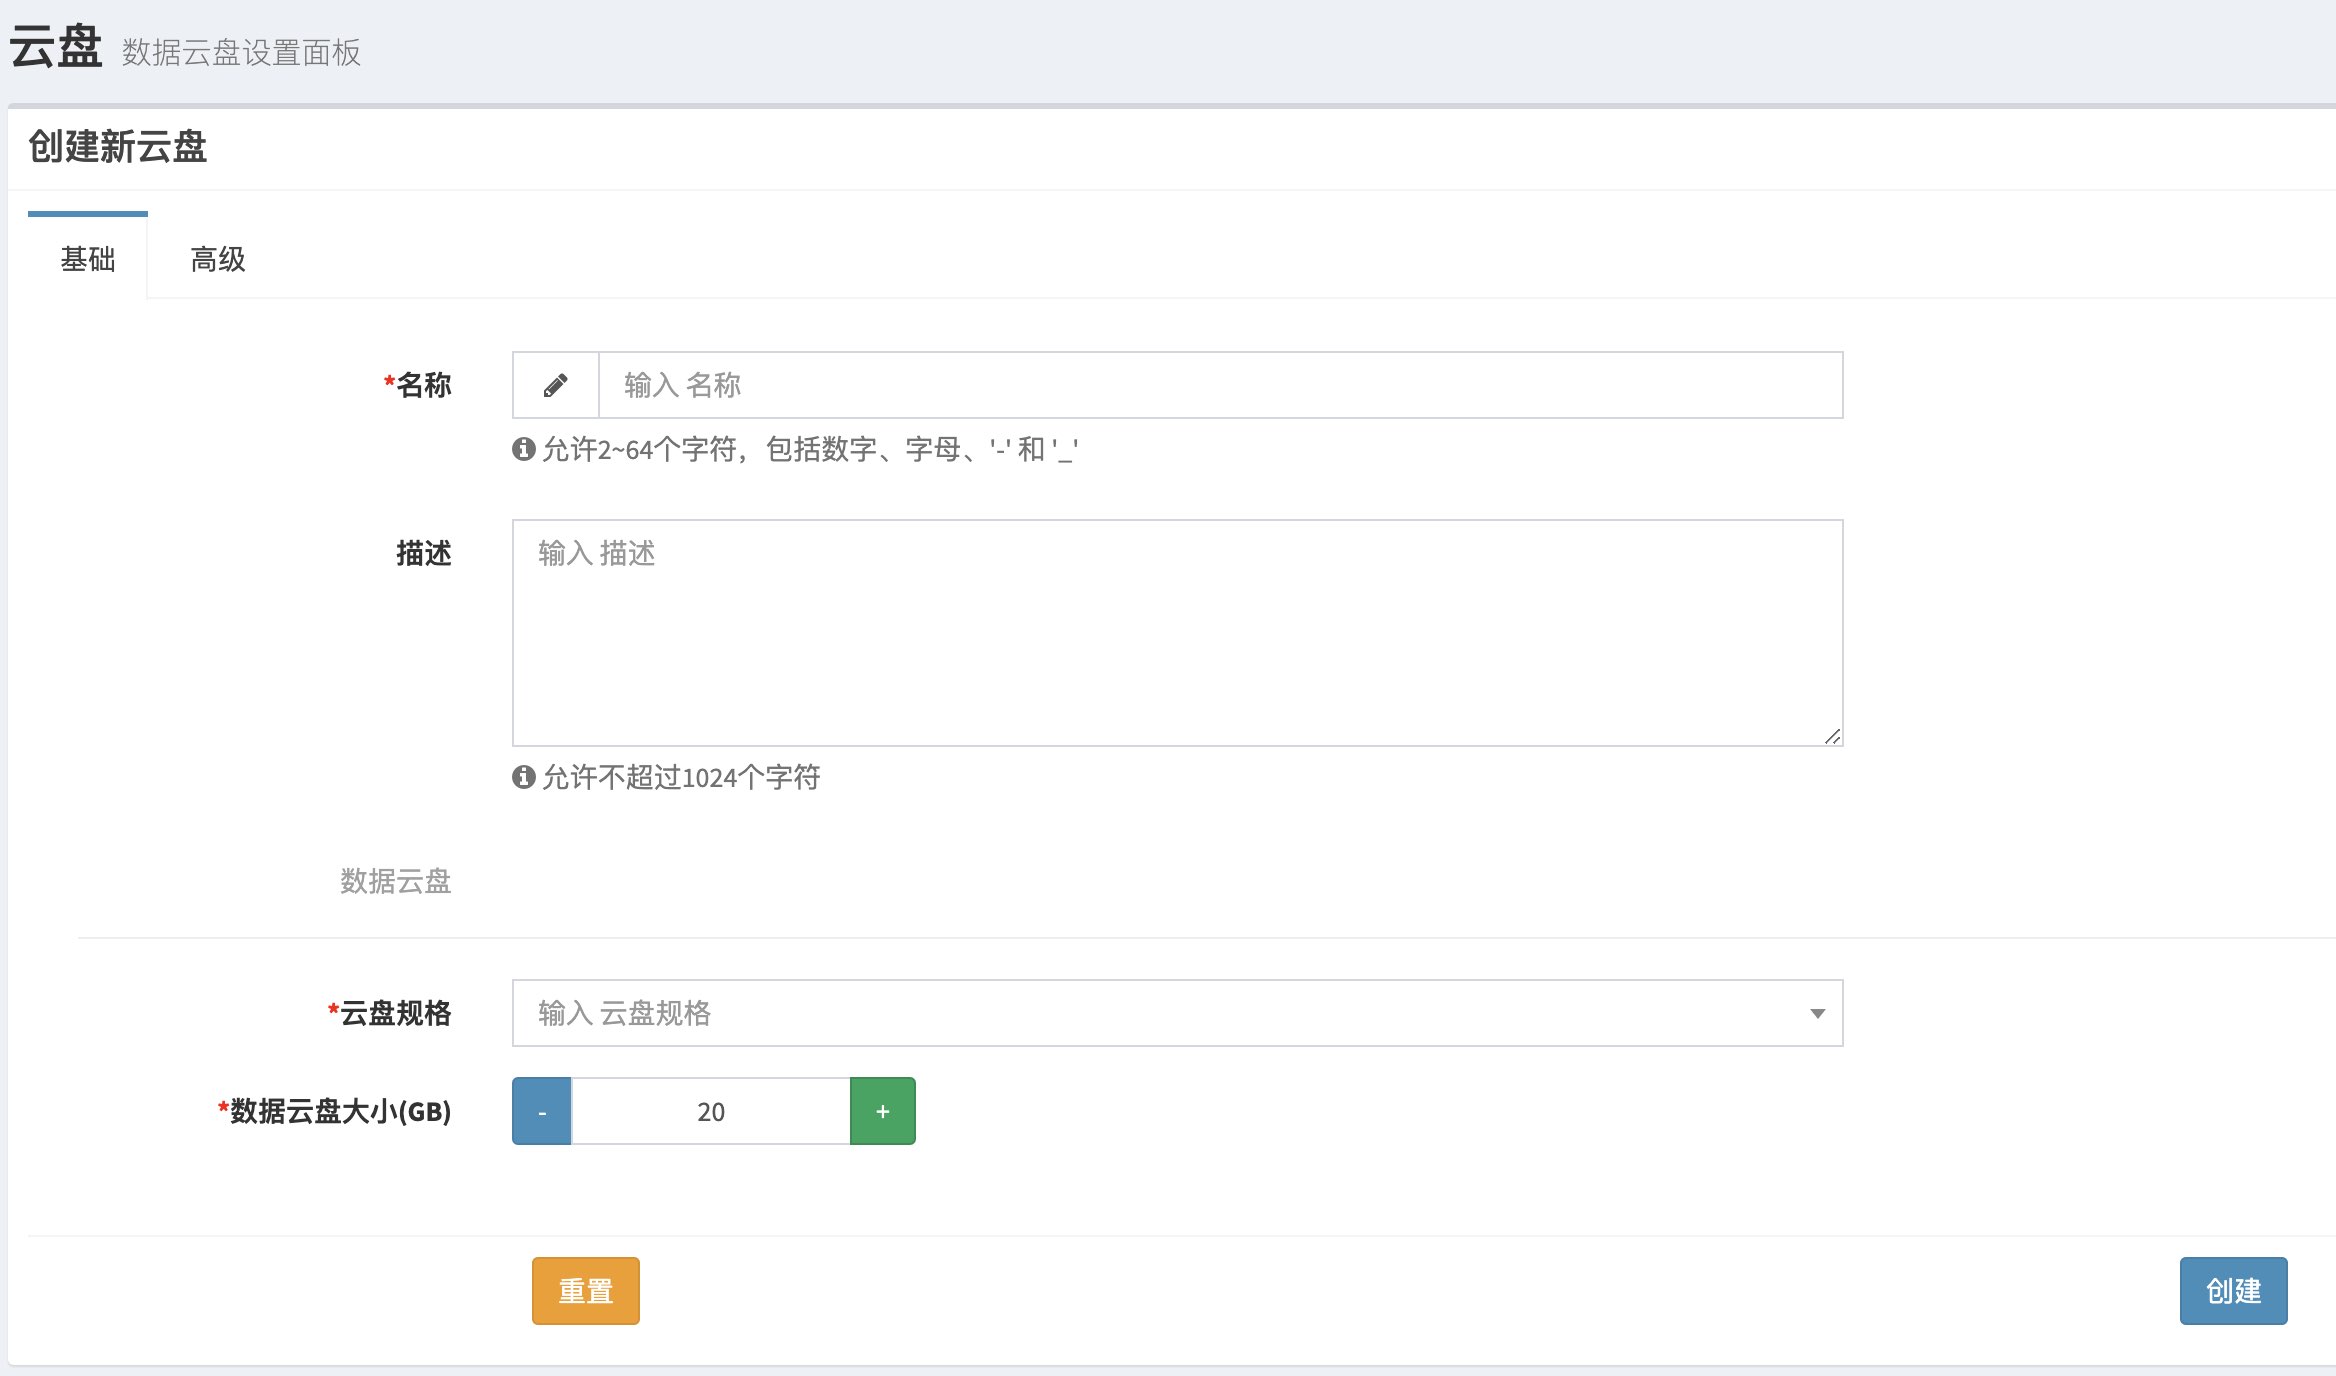 云盘 数据云盘设置面板
创建新云盘
基础 高级
*名称 输入 名称
允许2~64个字符，包括数字、字母、'-' 和 '_'
描述 输入 描述
允许不超过1024个字符
数据云盘
*云盘规格 输入 云盘规格
*数据云盘大小(GB) - 20 +
重置 创建